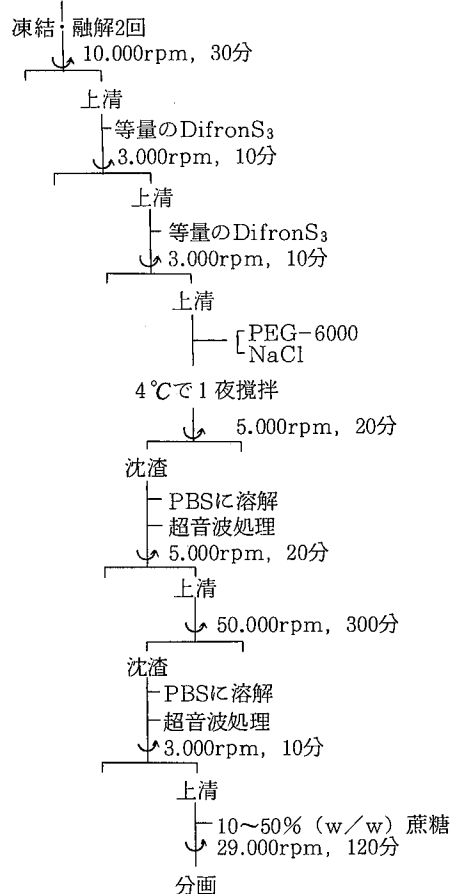 凍結・融解2回
10.000rpm, 30分
上清
等量のDifronS₃
3.000rpm, 10分
上清
等量のDifronS₃
3.000rpm, 10分
上清
PEG-6000
NaCl
4℃で1夜攪拌
5.000rpm, 20分
沈渣
PBSに溶解
超音波処理
5.000rpm, 20分
上清
50.000rpm, 300分
沈渣
PBSに溶解
超音波処理
3.000rpm, 10分
上清
10〜50% (w/w) 蔗糖
29.000rpm, 120分
分画